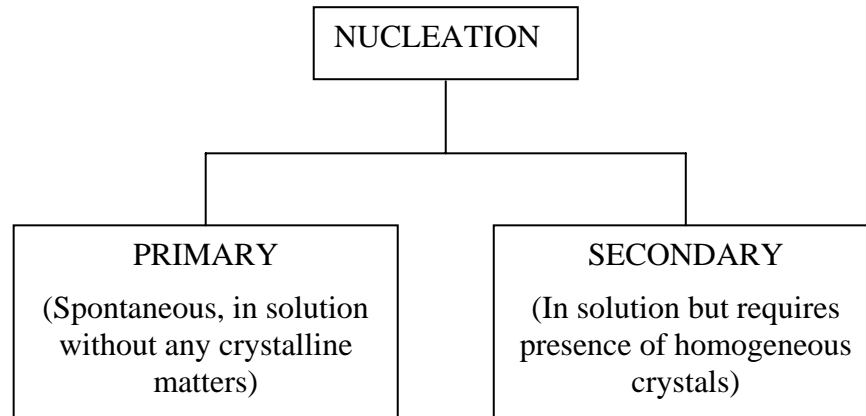 NUCLEATION
PRIMARY
(Spontaneous, in solution
without any crystalline
matters)
SECONDARY
(In solution but requires
presence of homogeneous
crystals)